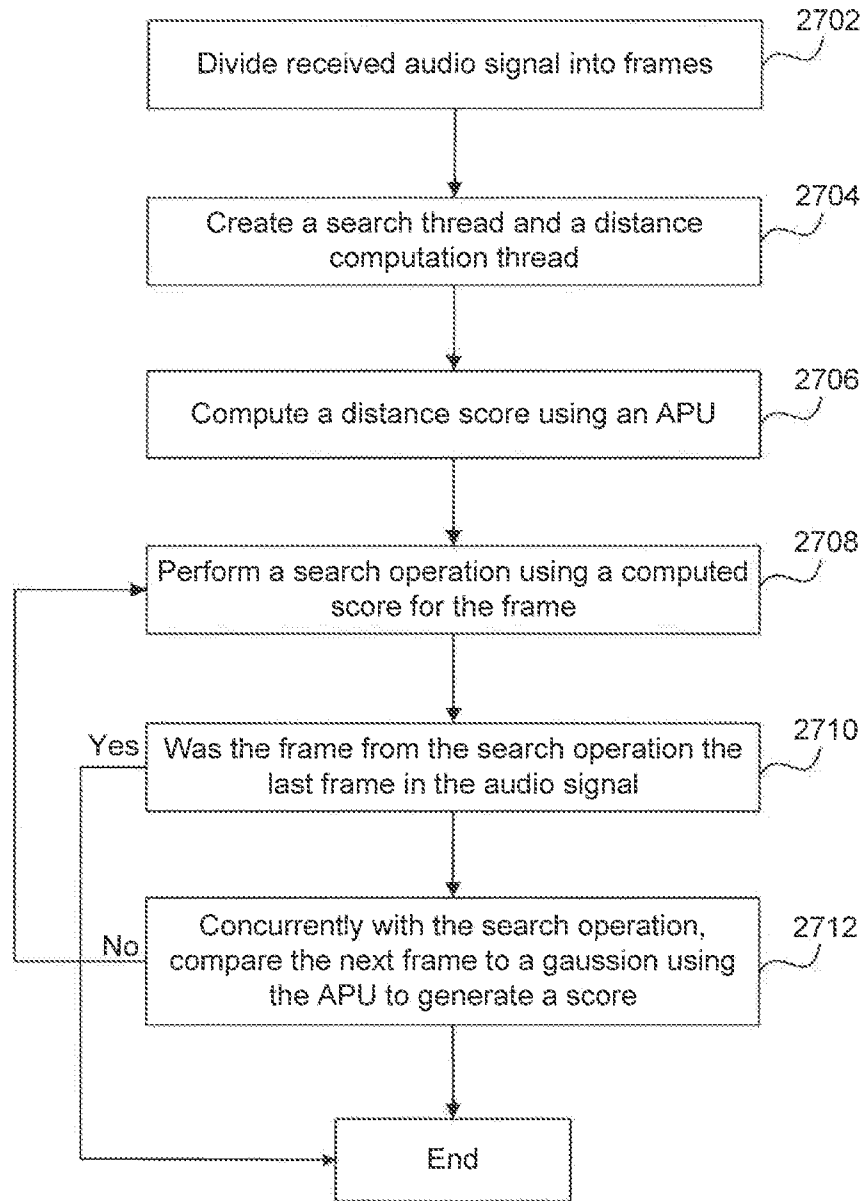 2702
Divide received audio signal into frames
2704
Create a search thread and a distance
computation thread
2706
Compute a distance score using an APU
2708
Perform a search operation using a computed
score for the frame
2710
Yes
Was the frame from the search operation the
last frame in the audio signal
2712
No
Concurrently with the search operation,
compare the next frame to a gaussion using
the APU to generate a score
End